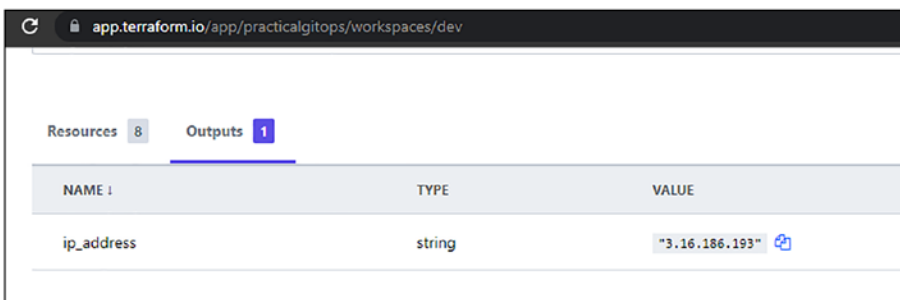 app.terraform.io/app/practicalgitops/workspaces/dev
Resources 8 Outputs 1
NAME ↓ TYPE VALUE
ip_address string "3.16.186.193"